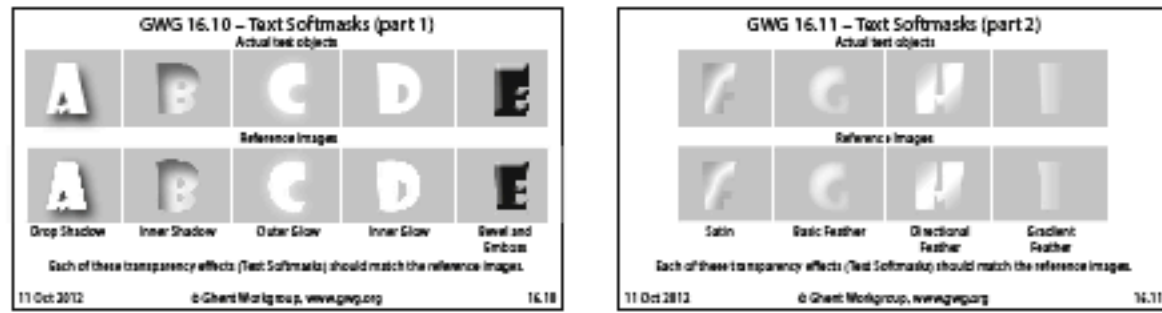 GWG 16.10 – Text Softmasks (part 1)
Actual text objects
A B C D E
Reference Images
A B C D E
Drop Shadow Inner Shadow Outer Glow Inner Glow Bevel and
Emboss
Each of these transparency effects (Text Softmasks) should match the reference images.
11 Oct 2012 © Ghent Workgroup, www.gwg.org 16.10
GWG 16.11 – Text Softmasks (part 2)
Actual text objects
F G H I
Reference Images
F G H I
Satin Basic Feather Directional Gradient
Feather Feather
Each of these transparency effects (Text Softmasks) should match the reference images.
11 Oct 2012 © Ghent Workgroup, www.gwg.org 16.11